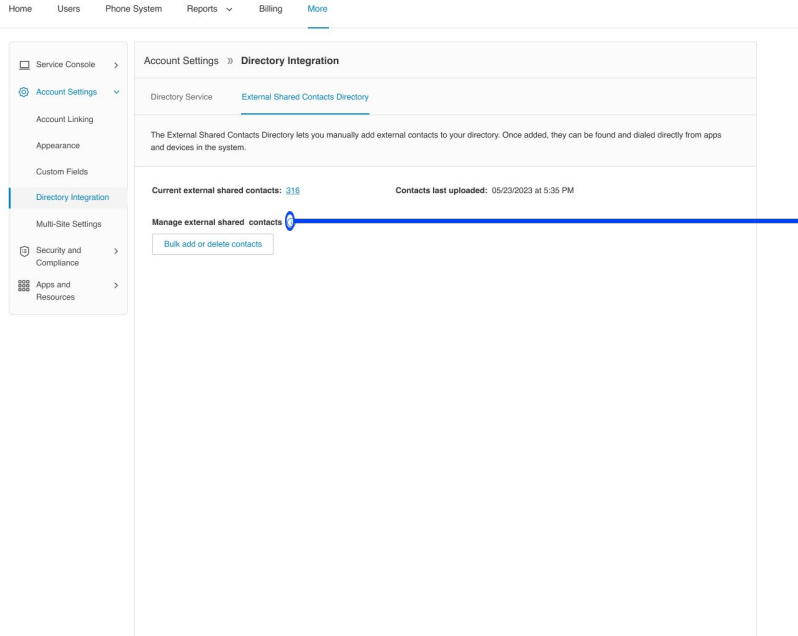 Home Users Phone System Reports Billing More
Service Console
Account Settings
Account Linking
Appearance
Custom Fields
Directory Integration
Multi-Site Settings
Security and
Compliance
Apps and
Resources
Account Settings » Directory Integration
Directory Service External Shared Contacts Directory
The External Shared Contacts Directory lets you manually add external contacts to your directory. Once added, they can be found and dialed directly from apps
and devices in the system.
Current external shared contacts: 316 Contacts last uploaded: 05/23/2023 at 5:35 PM
Manage external shared contacts
Bulk add or delete contacts